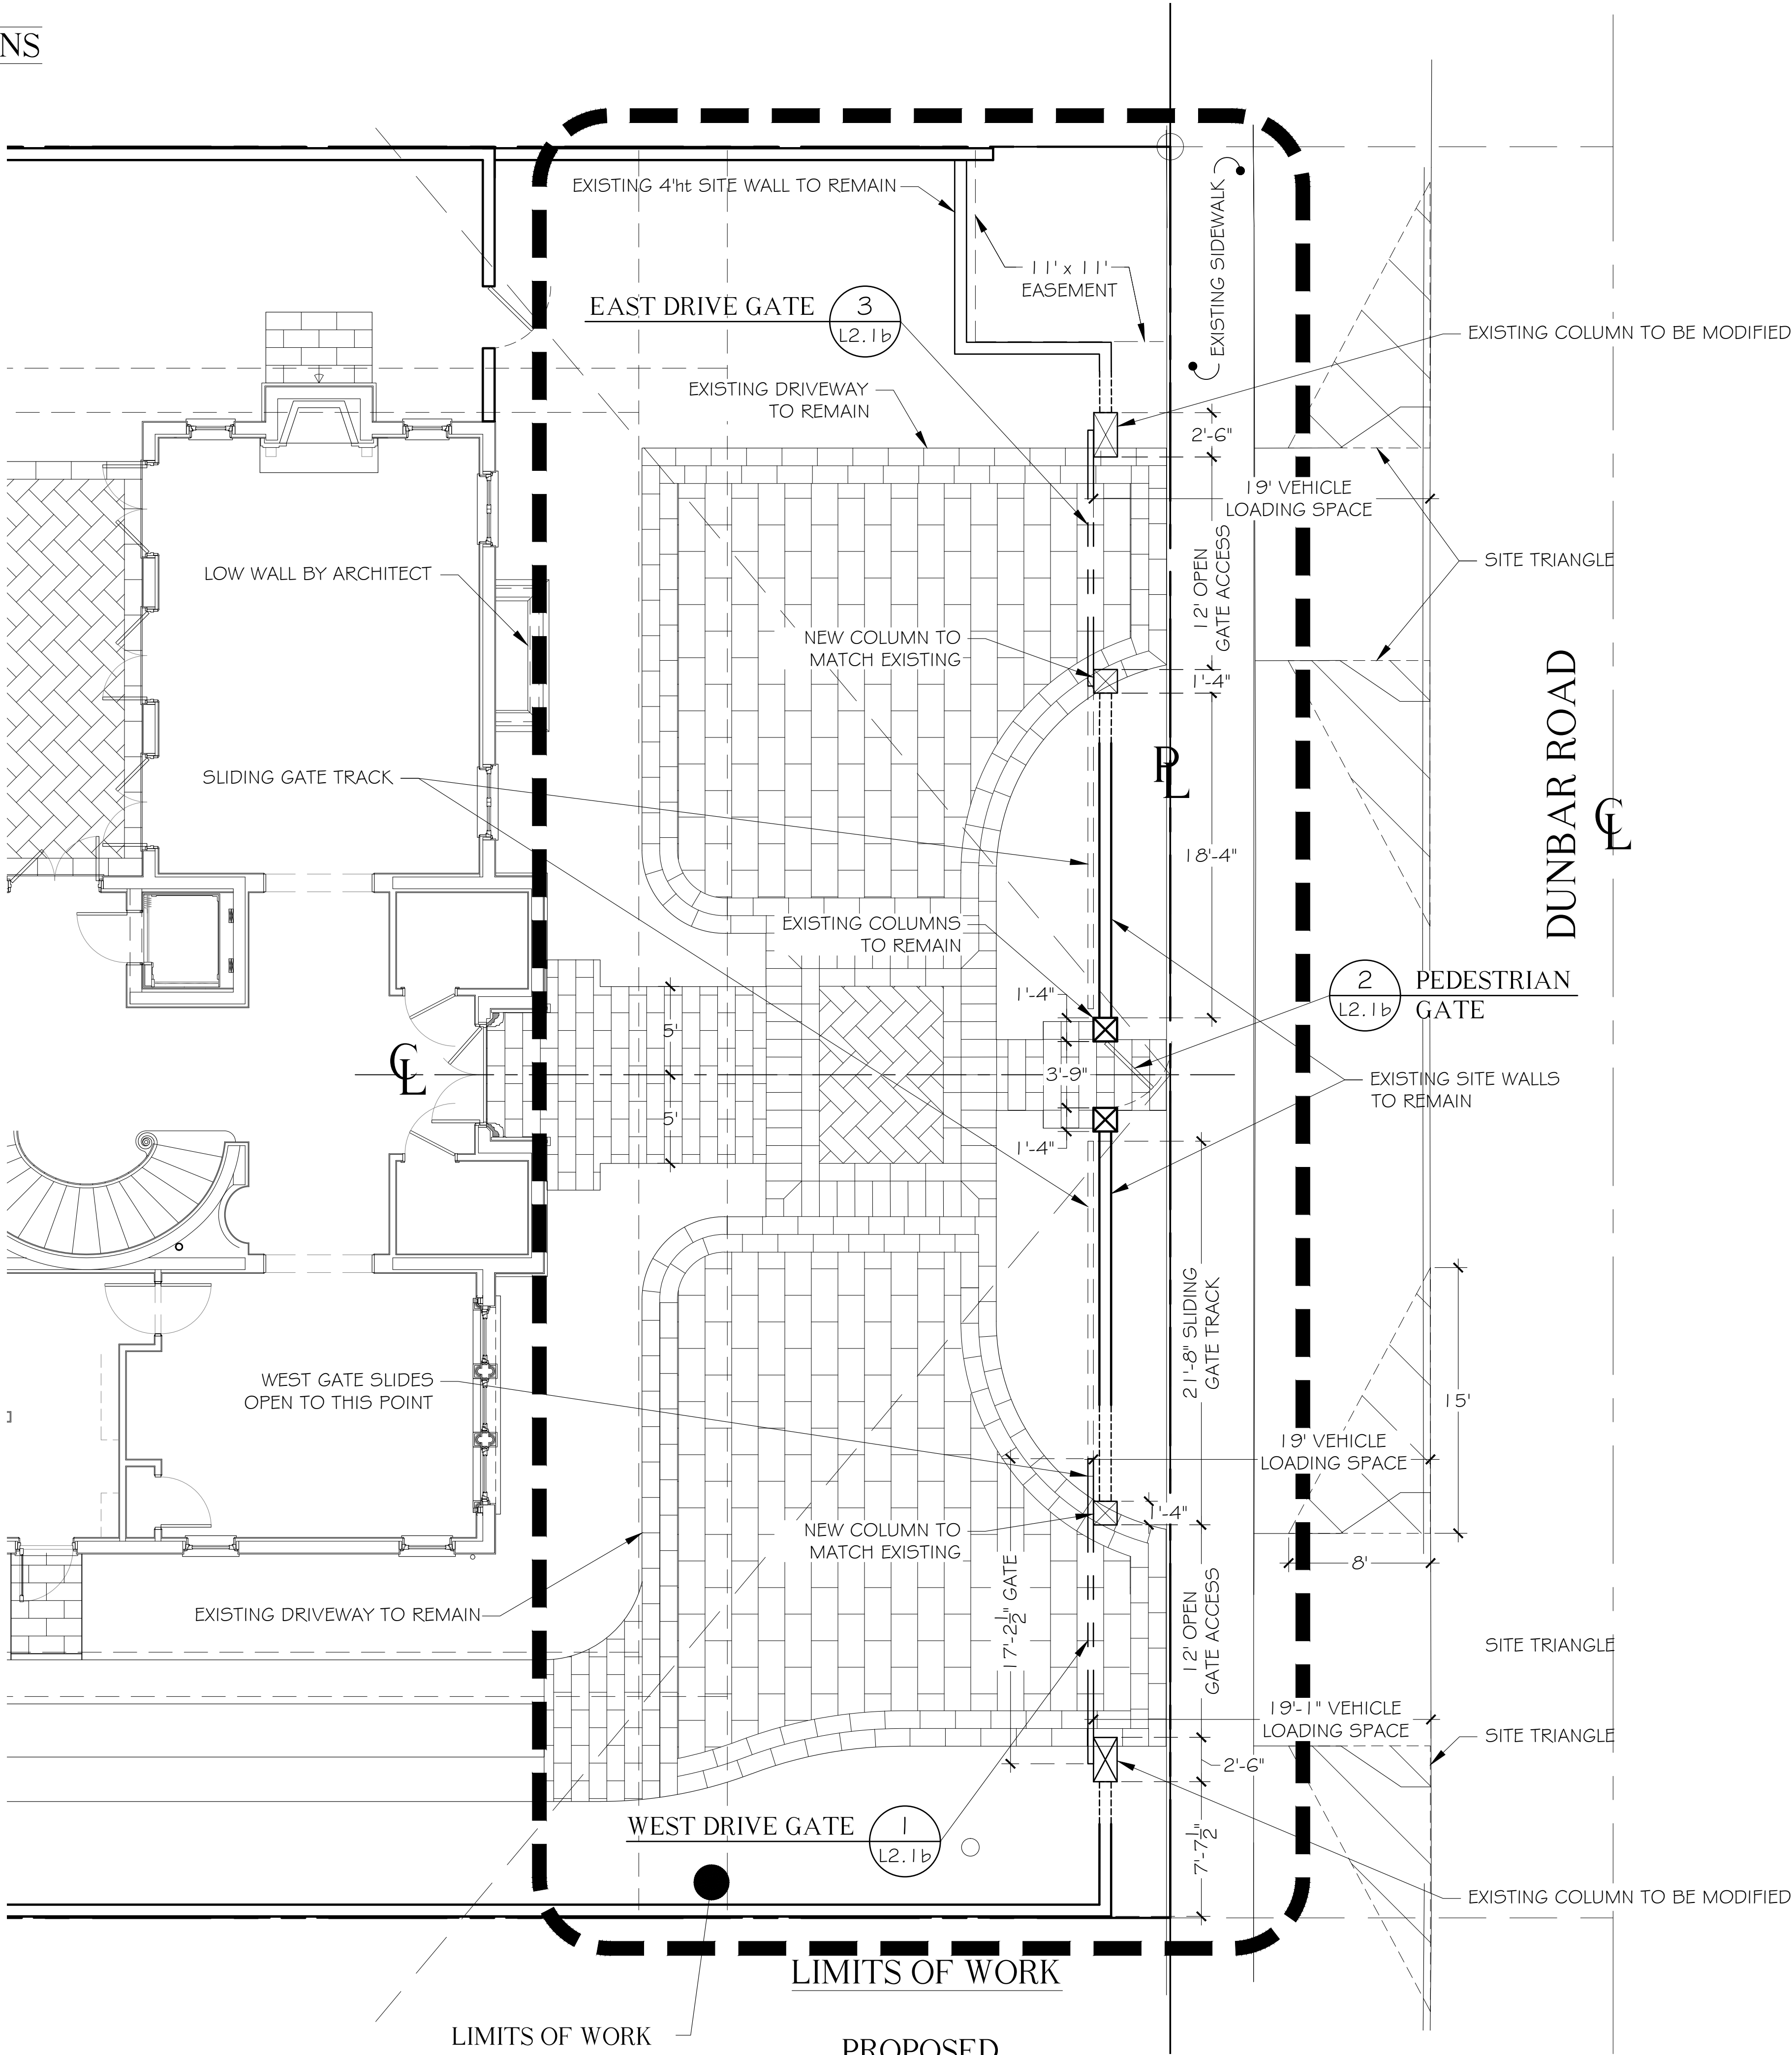 NS
EXISTING 4'ht SITE WALL TO REMAIN
EXISTING SIDEWALK
11' x 11'
EASEMENT
EAST DRIVE GATE
3
L2.1b
EXISTING COLUMN TO BE MODIFIED
EXISTING DRIVEWAY
TO REMAIN
2'-6"
19' VEHICLE
LOADING SPACE
12' OPEN
GATE ACCESS
SITE TRIANGLE
LOW WALL BY ARCHITECT
NEW COLUMN TO
MATCH EXISTING
1'-4"
DUNBAR ROAD
PL
CL
SLIDING GATE TRACK
18'-4"
EXISTING COLUMNS
TO REMAIN
2
L2.1b
PEDESTRIAN
GATE
1'-4"
5'
CL
3'-9"
5'
1'-4"
EXISTING SITE WALLS
TO REMAIN
21'-8" SLIDING
GATE TRACK
WEST GATE SLIDES
OPEN TO THIS POINT
15'
19' VEHICLE
LOADING SPACE
1'-4"
NEW COLUMN TO
MATCH EXISTING
8'
17'-2½" GATE
12' OPEN
GATE ACCESS
EXISTING DRIVEWAY TO REMAIN
SITE TRIANGLE
19'-1" VEHICLE
LOADING SPACE
SITE TRIANGLE
2'-6"
WEST DRIVE GATE
1
L2.1b
7'-7½"
EXISTING COLUMN TO BE MODIFIED
LIMITS OF WORK
LIMITS OF WORK
PROPOSED